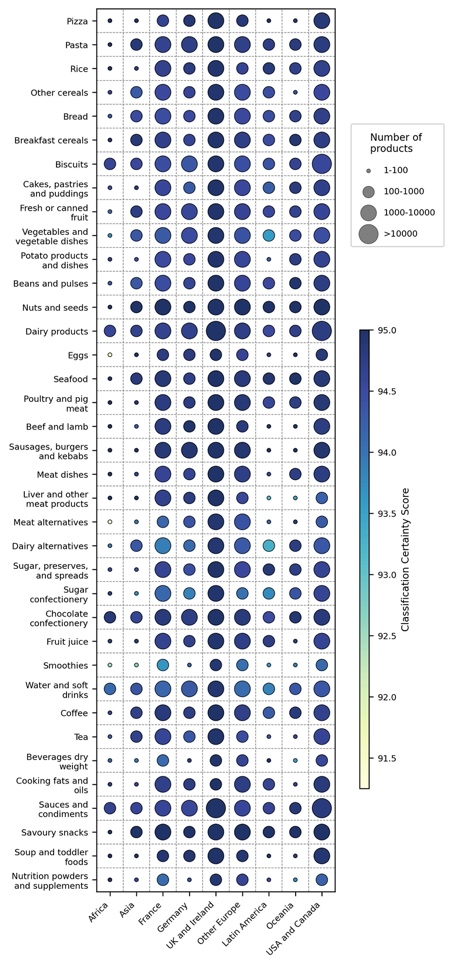 Pizza
Pasta
Rice
Other cereals
Bread
Breakfast cereals
Biscuits
Cakes, pastries
and puddings
Fresh or canned
fruit
Vegetables and
vegetable dishes
Potato products
and dishes
Beans and pulses
Nuts and seeds
Dairy products
Eggs
Seafood
Poultry and pig
meat
Beef and lamb
Sausages, burgers
and kebabs
Meat dishes
Liver and other
meat products
Meat alternatives
Dairy alternatives
Sugar, preserves,
and spreads
Sugar
confectionery
Chocolate
confectionery
Fruit juice
Smoothies
Water and soft
drinks
Coffee
Tea
Beverages dry
weight
Cooking fats and
oils
Sauces and
condiments
Savoury snacks
Soup and toddler
foods
Nutrition powders
and supplements
Africa
Asia
France
Germany
UK and Ireland
Other Europe
Latin America
Oceania
USA and Canada
Number of
products
1-100
100-1000
1000-10000
>10000
95.0
94.5
94.0
93.5
93.0
92.5
92.0
91.5
Classification Certainty Score